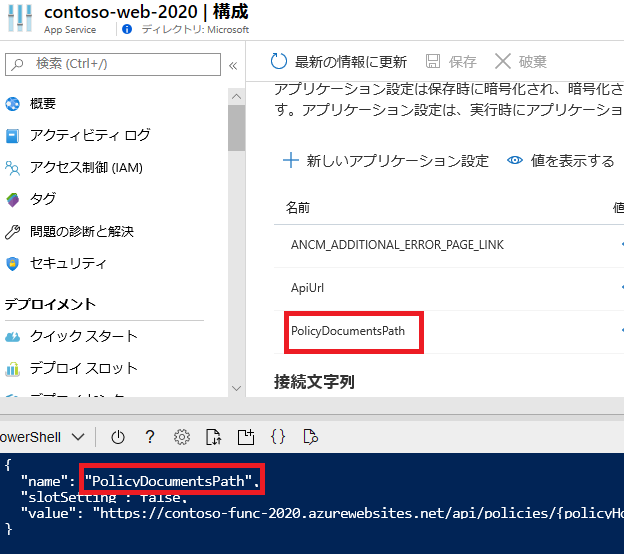 contoso-web-2020 | 構成
App Service
ディレクトリ: Microsoft
検索 (Ctrl+/)
«
概要
アクティビティ ログ
アクセス制御 (IAM)
タグ
問題の診断と解決
セキュリティ
デプロイメント
クイック スタート
デプロイ スロット
最新の情報に更新 保存 破棄
アプリケーション設定は保存時に暗号化され、暗号化さ
す。アプリケーション設定は、実行時にアプリケーショ
新しいアプリケーション設定 値を表示する
名前
ANCM_ADDITIONAL_ERROR_PAGE_LINK
ApiUrl
PolicyDocumentsPath
接続文字列
owerShell ? {}
{
"name": "PolicyDocumentsPath",
"slotSetting": false,
"value": "https://contoso-func-2020.azurewebsites.net/api/policies/{policyHo
}